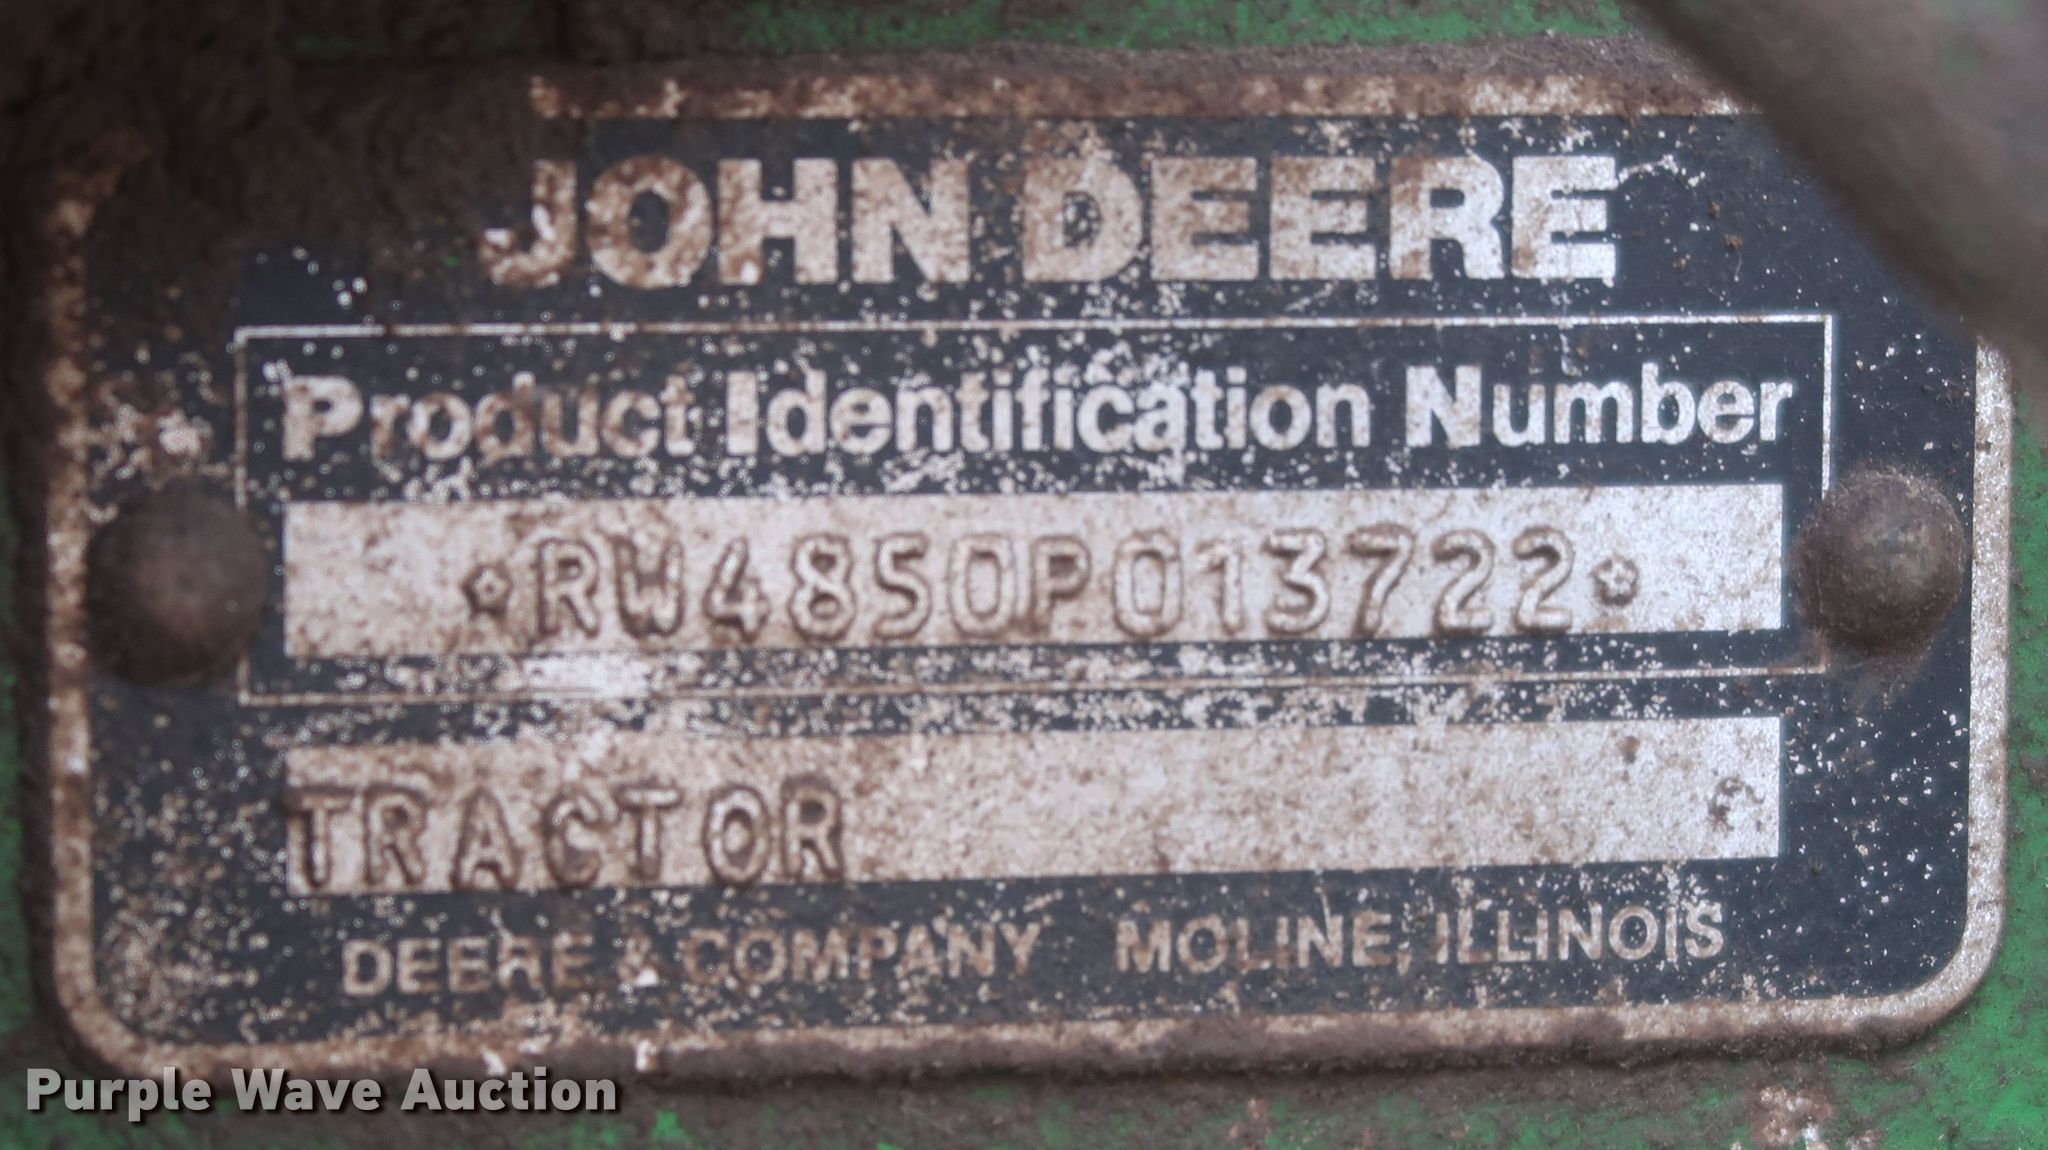 JOHN DEERE
Product Identification Number
*RW4850P013722*
TRACTOR
DEERE & COMPANY MOLINE, ILLINOIS
Purple Wave Auction